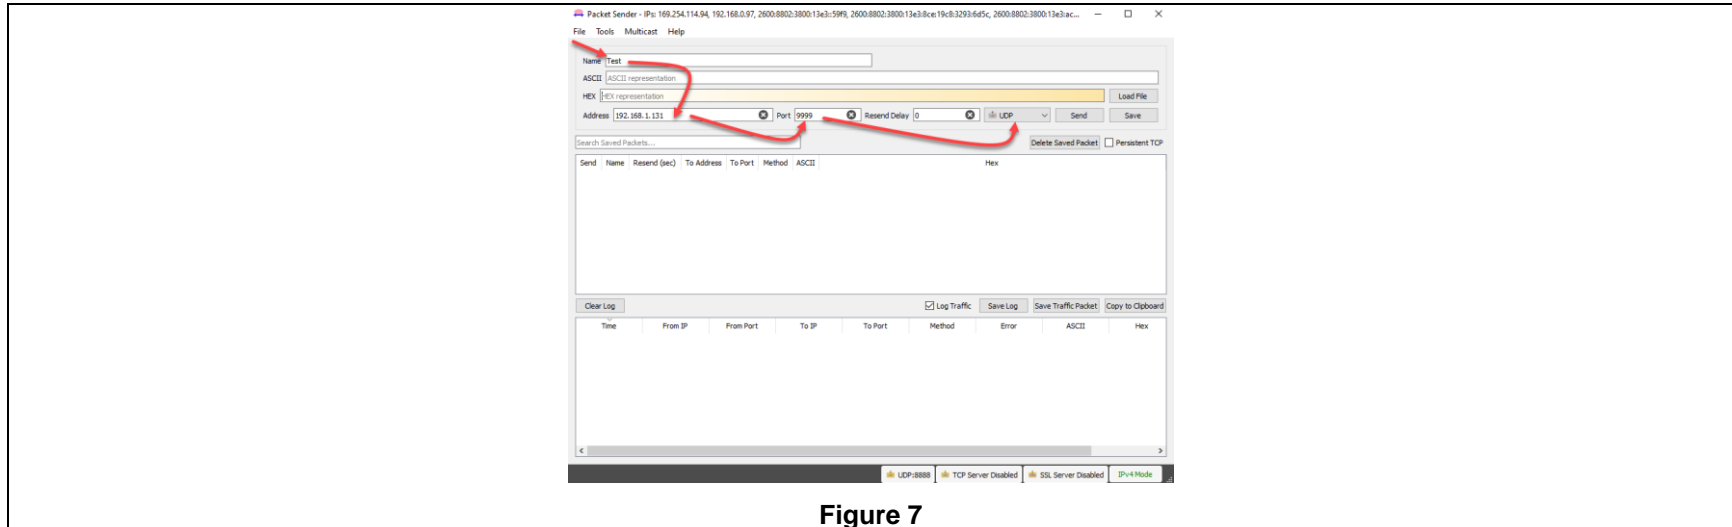 Packet Sender - IPs: 169.254.114.94, 192.168.0.97, 2600:8802:3800:13e3::59f9, 2600:8802:3800:13e3:8ce:19c8:3293:6d5c, 2600:8802:3800:13e3:ac...
File Tools Multicast Help
Name Test
ASCII ASCII representation
HEX HEX representation Load File
Address 192.168.1.131 Port 9999 Resend Delay 0 UDP Send Save
Search Saved Packets... Delete Saved Packet Persistent TCP
Send Name Resend (sec) To Address To Port Method ASCII Hex
Clear Log Log Traffic Save Log Save Traffic Packet Copy to Clipboard
Time From IP From Port To IP To Port Method Error ASCII Hex
UDP:8888 TCP Server Disabled SSL Server Disabled IPv4 Mode
Figure 7